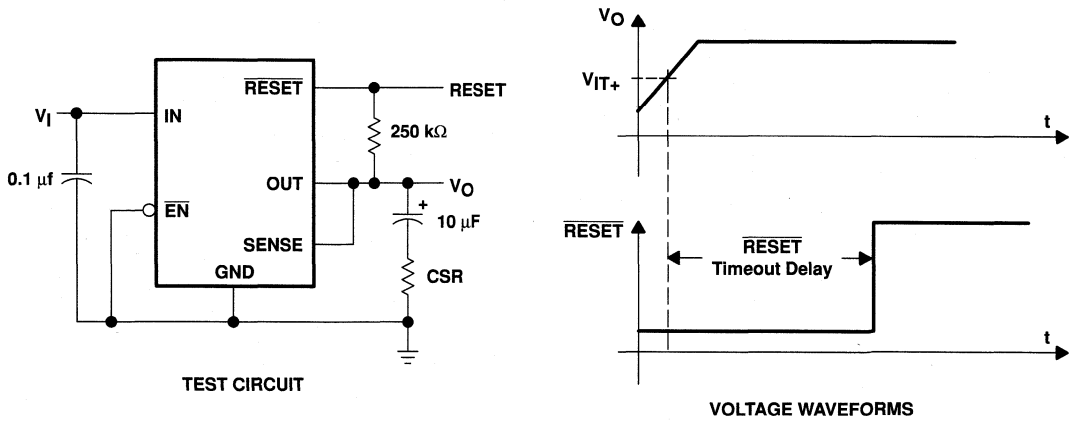 RESET
RESET
V_I
IN
250 kΩ
0.1 μf
OUT
V_O
EN
+
10 μF
SENSE
GND
CSR
TEST CIRCUIT
V_O
V_IT+
t
RESET
RESET
Timeout Delay
t
VOLTAGE WAVEFORMS